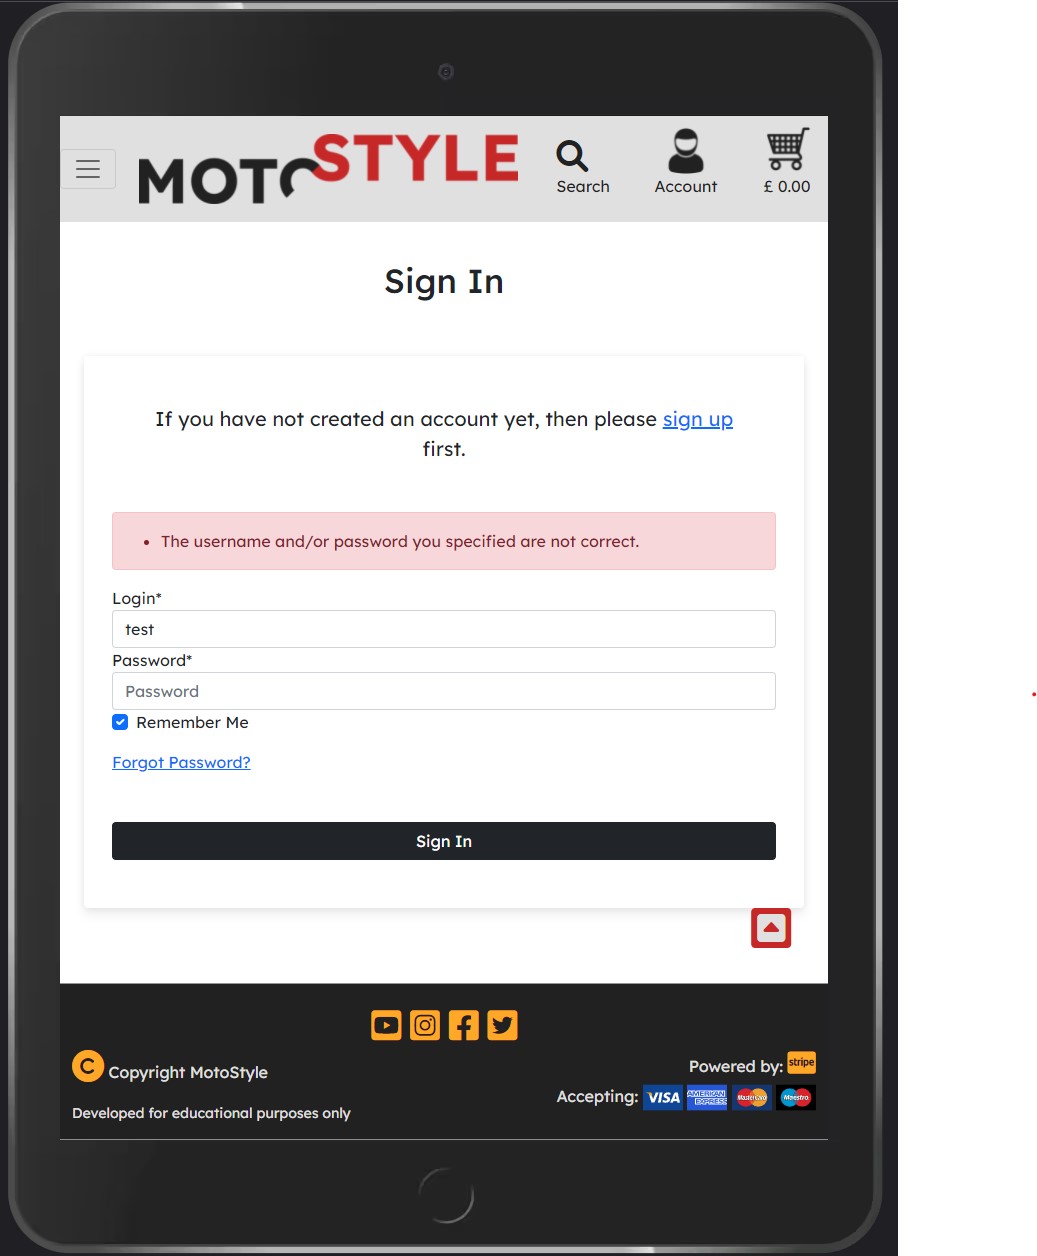 MOTO STYLE
Search
Account
£ 0.00
Sign In
If you have not created an account yet, then please sign up
first.
The username and/or password you specified are not correct.
Login*
test
Password*
Password
Remember Me
Forgot Password?
Sign In
C Copyright MotoStyle
Developed for educational purposes only
Powered by: stripe
Accepting: VISA AMERICAN EXPRESS MasterCard Maestro